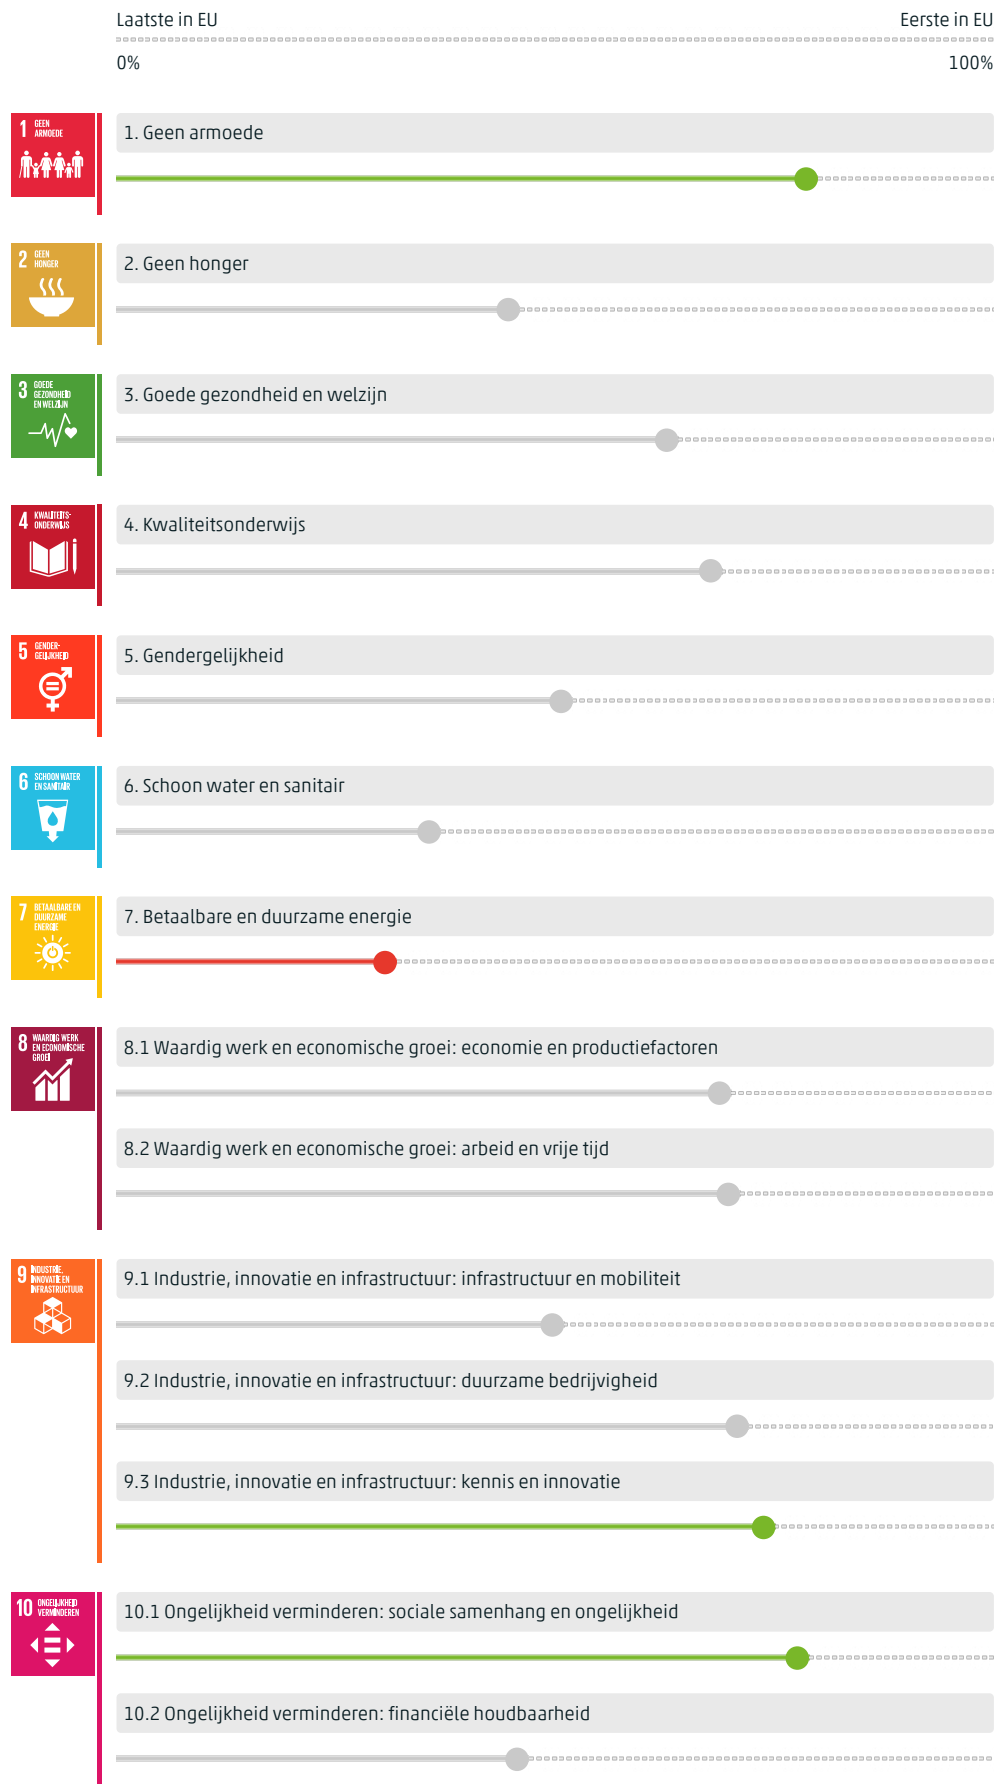 Laatste in EU
Eerste in EU
0%
100%
1 GEEN
ARMOEDE
1. Geen armoede
2 GEEN
HONGER
2. Geen honger
3 GOEDE
GEZONDHEID
EN WELZIJN
3. Goede gezondheid en welzijn
4 KWALITEITS-
ONDERWIJS
4. Kwaliteitsonderwijs
5 GENDER-
GELIJKHEID
5. Gendergelijkheid
6 SCHOON WATER
EN SANITAIR
6. Schoon water en sanitair
7 BETAALBARE EN
DUURZAME
ENERGIE
7. Betaalbare en duurzame energie
8 WAARDIG WERK
EN ECONOMISCHE
GROEI
8.1 Waardig werk en economische groei: economie en productiefactoren
8.2 Waardig werk en economische groei: arbeid en vrije tijd
9 INDUSTRIE,
INNOVATIE EN
INFRASTRUCTUUR
9.1 Industrie, innovatie en infrastructuur: infrastructuur en mobiliteit
9.2 Industrie, innovatie en infrastructuur: duurzame bedrijvigheid
9.3 Industrie, innovatie en infrastructuur: kennis en innovatie
10 ONGELIJKHEID
VERMINDEREN
10.1 Ongelijkheid verminderen: sociale samenhang en ongelijkheid
10.2 Ongelijkheid verminderen: financiële houdbaarheid